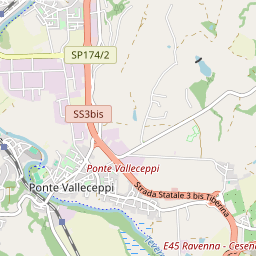 SP174/2
SS3bis
Ponte Valleceppi
Ponte Valleceppi
Strada Statale 3 bis Tiberina
E45 Ravenna - Cesen